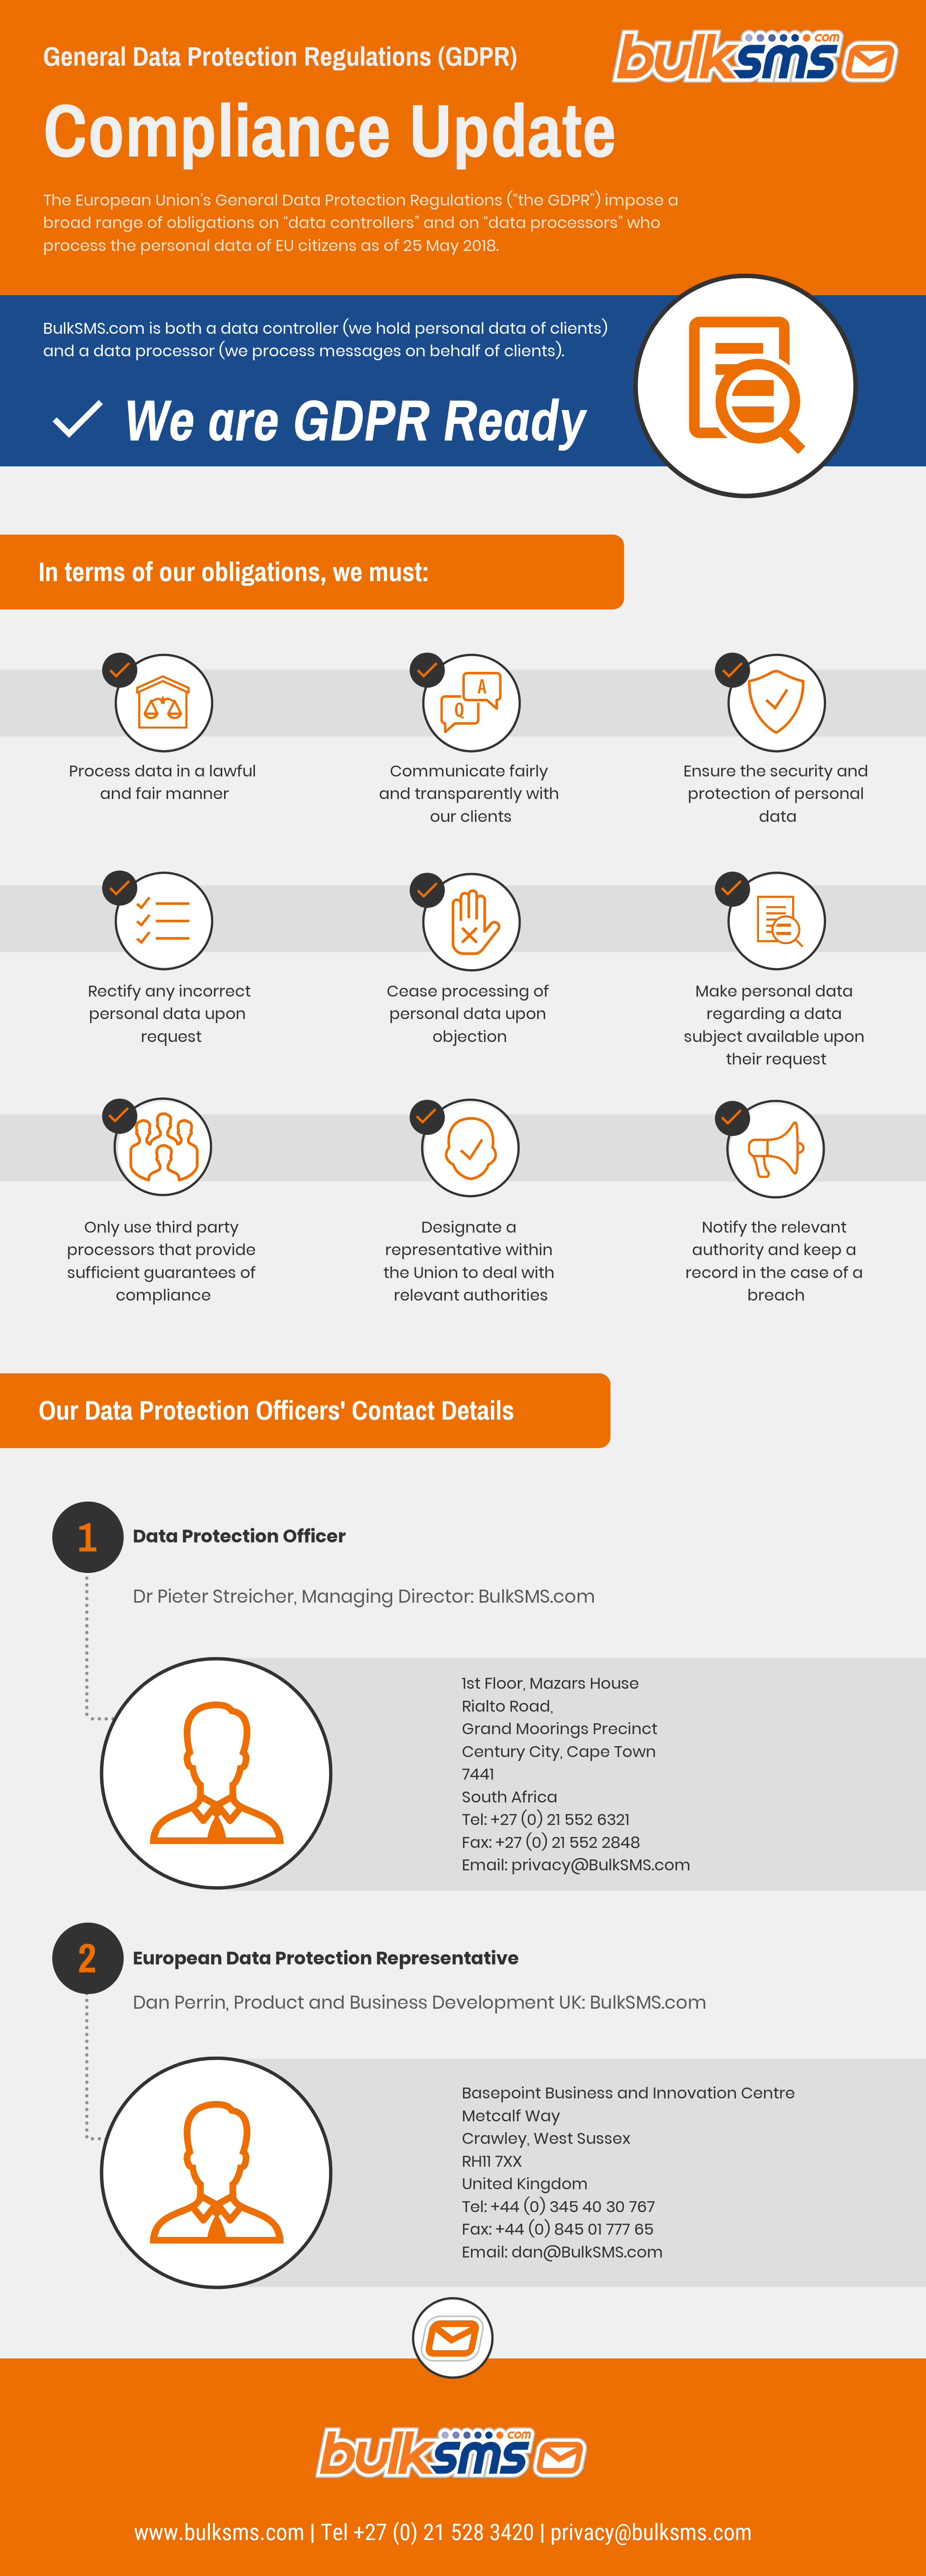 General Data Protection Regulations (GDPR)
bulksms.com
Compliance Update
The European Union's General Data Protection Regulations ("the GDPR") impose a
broad range of obligations on "data controllers" and on "data processors" who
process the personal data of EU citizens as of 25 May 2018.
BulkSMS.com is both a data controller (we hold personal data of clients)
and a data processor (we process messages on behalf of clients).
We are GDPR Ready
In terms of our obligations, we must:
Process data in a lawful
and fair manner
Q
A
Communicate fairly
and transparently with
our clients
Ensure the security and
protection of personal
data
Rectify any incorrect
personal data upon
request
Cease processing of
personal data upon
objection
Make personal data
regarding a data
subject available upon
their request
Only use third party
processors that provide
sufficient guarantees of
compliance
Designate a
representative within
the Union to deal with
relevant authorities
Notify the relevant
authority and keep a
record in the case of a
breach
Our Data Protection Officers' Contact Details
1
Data Protection Officer
Dr Pieter Streicher, Managing Director: BulkSMS.com
1st Floor, Mazars House
Rialto Road,
Grand Moorings Precinct
Century City, Cape Town
7441
South Africa
Tel: +27 (0) 21 552 6321
Fax: +27 (0) 21 552 2848
Email: privacy@BulkSMS.com
2
European Data Protection Representative
Dan Perrin, Product and Business Development UK: BulkSMS.com
Basepoint Business and Innovation Centre
Metcalf Way
Crawley, West Sussex
RH11 7XX
United Kingdom
Tel: +44 (0) 345 40 30 767
Fax: +44 (0) 845 01 777 65
Email: dan@BulkSMS.com
bulksms.com
www.bulksms.com | Tel +27 (0) 21 528 3420 | privacy@bulksms.com